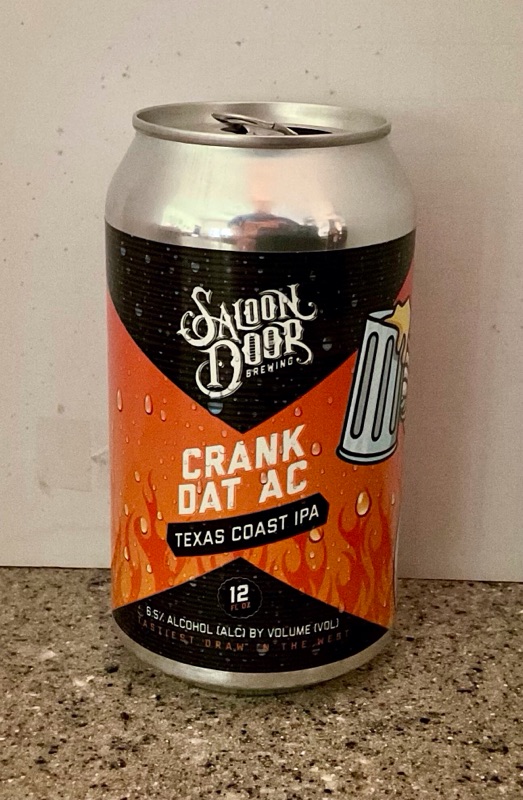 SALOON
DOOR
BREWING
CRANK
DAT AC
TEXAS COAST IPA
12
FL OZ
6.5% ALCOHOL (ALC) BY VOLUME (VOL)
TASTIEST DRAW IN THE WEST